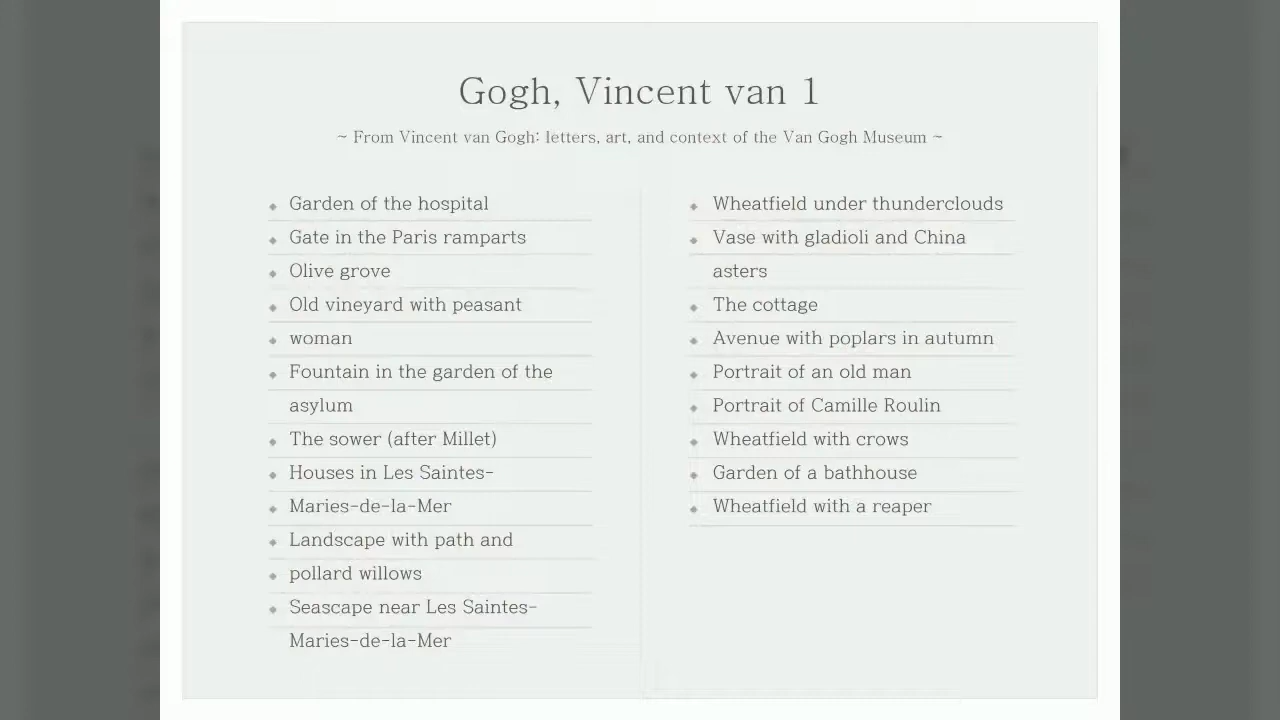 Gogh, Vincent van 1
~ From Vincent van Gogh: letters, art, and context of the Van Gogh Museum ~
Garden of the hospital
Gate in the Paris ramparts
Olive grove
Old vineyard with peasant
woman
Fountain in the garden of the
asylum
The sower (after Millet)
Houses in Les Saintes-
Maries-de-la-Mer
Landscape with path and
pollard willows
Seascape near Les Saintes-
Maries-de-la-Mer
Wheatfield under thunderclouds
Vase with gladioli and China
asters
The cottage
Avenue with poplars in autumn
Portrait of an old man
Portrait of Camille Roulin
Wheatfield with crows
Garden of a bathhouse
Wheatfield with a reaper